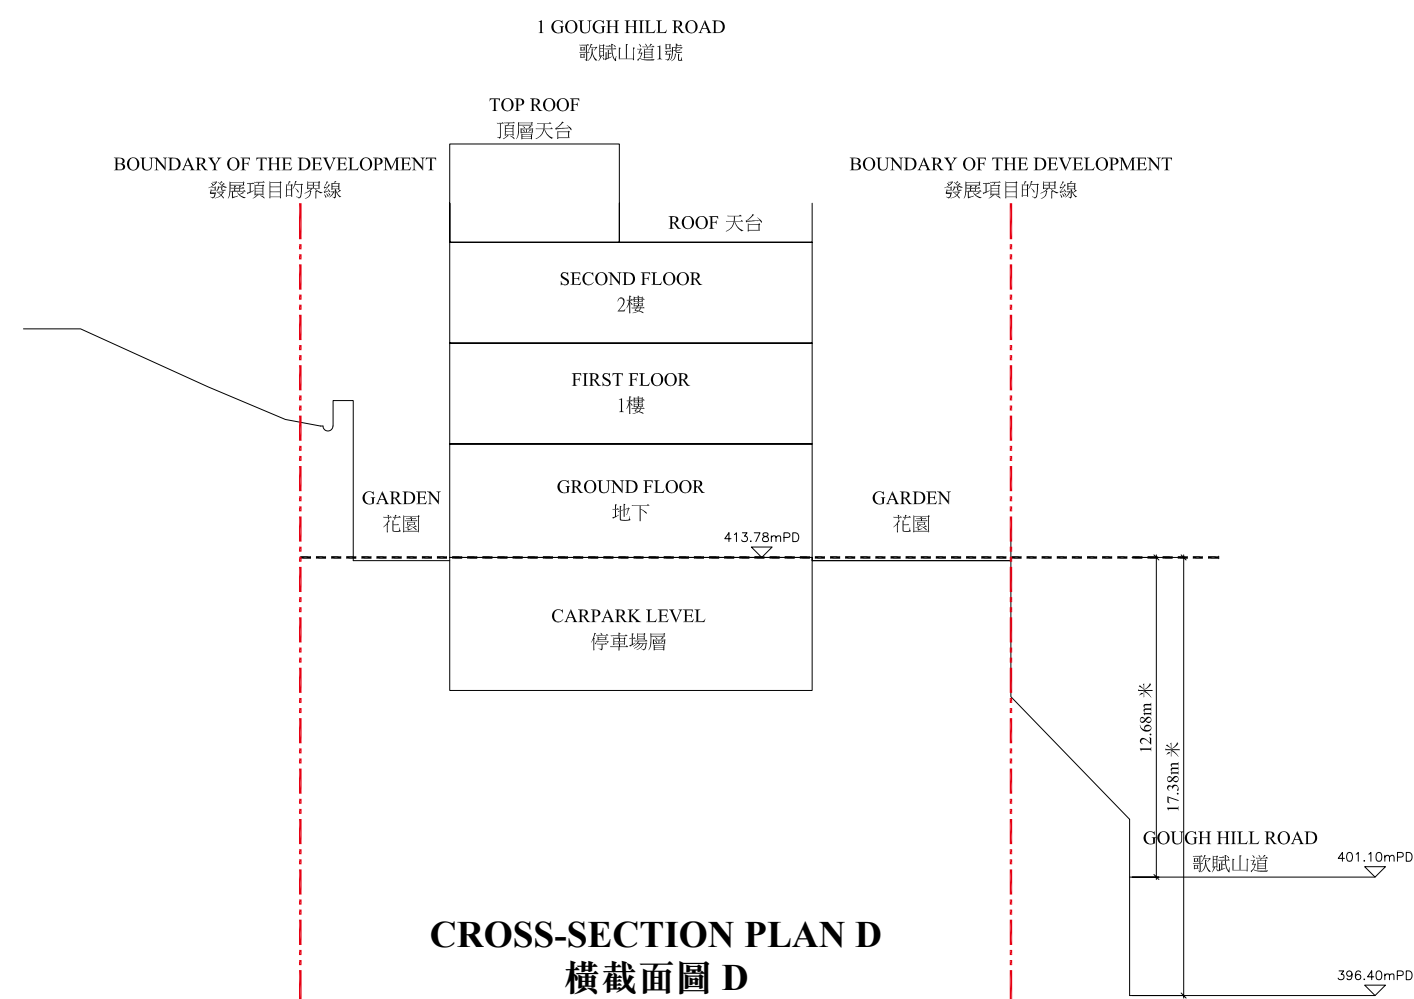 1 GOUGH HILL ROAD
歌賦山道1號
TOP ROOF
頂層天台
BOUNDARY OF THE DEVELOPMENT
發展項目的界線
BOUNDARY OF THE DEVELOPMENT
發展項目的界線
ROOF 天台
SECOND FLOOR
2樓
FIRST FLOOR
1樓
GARDEN
花園
GROUND FLOOR
地下
GARDEN
花園
413.78mPD
CARPARK LEVEL
停車場層
12.68m 米
17.38m 米
GOUGH HILL ROAD
歌賦山道
401.10mPD
CROSS-SECTION PLAN D
橫截面圖 D
396.40mPD